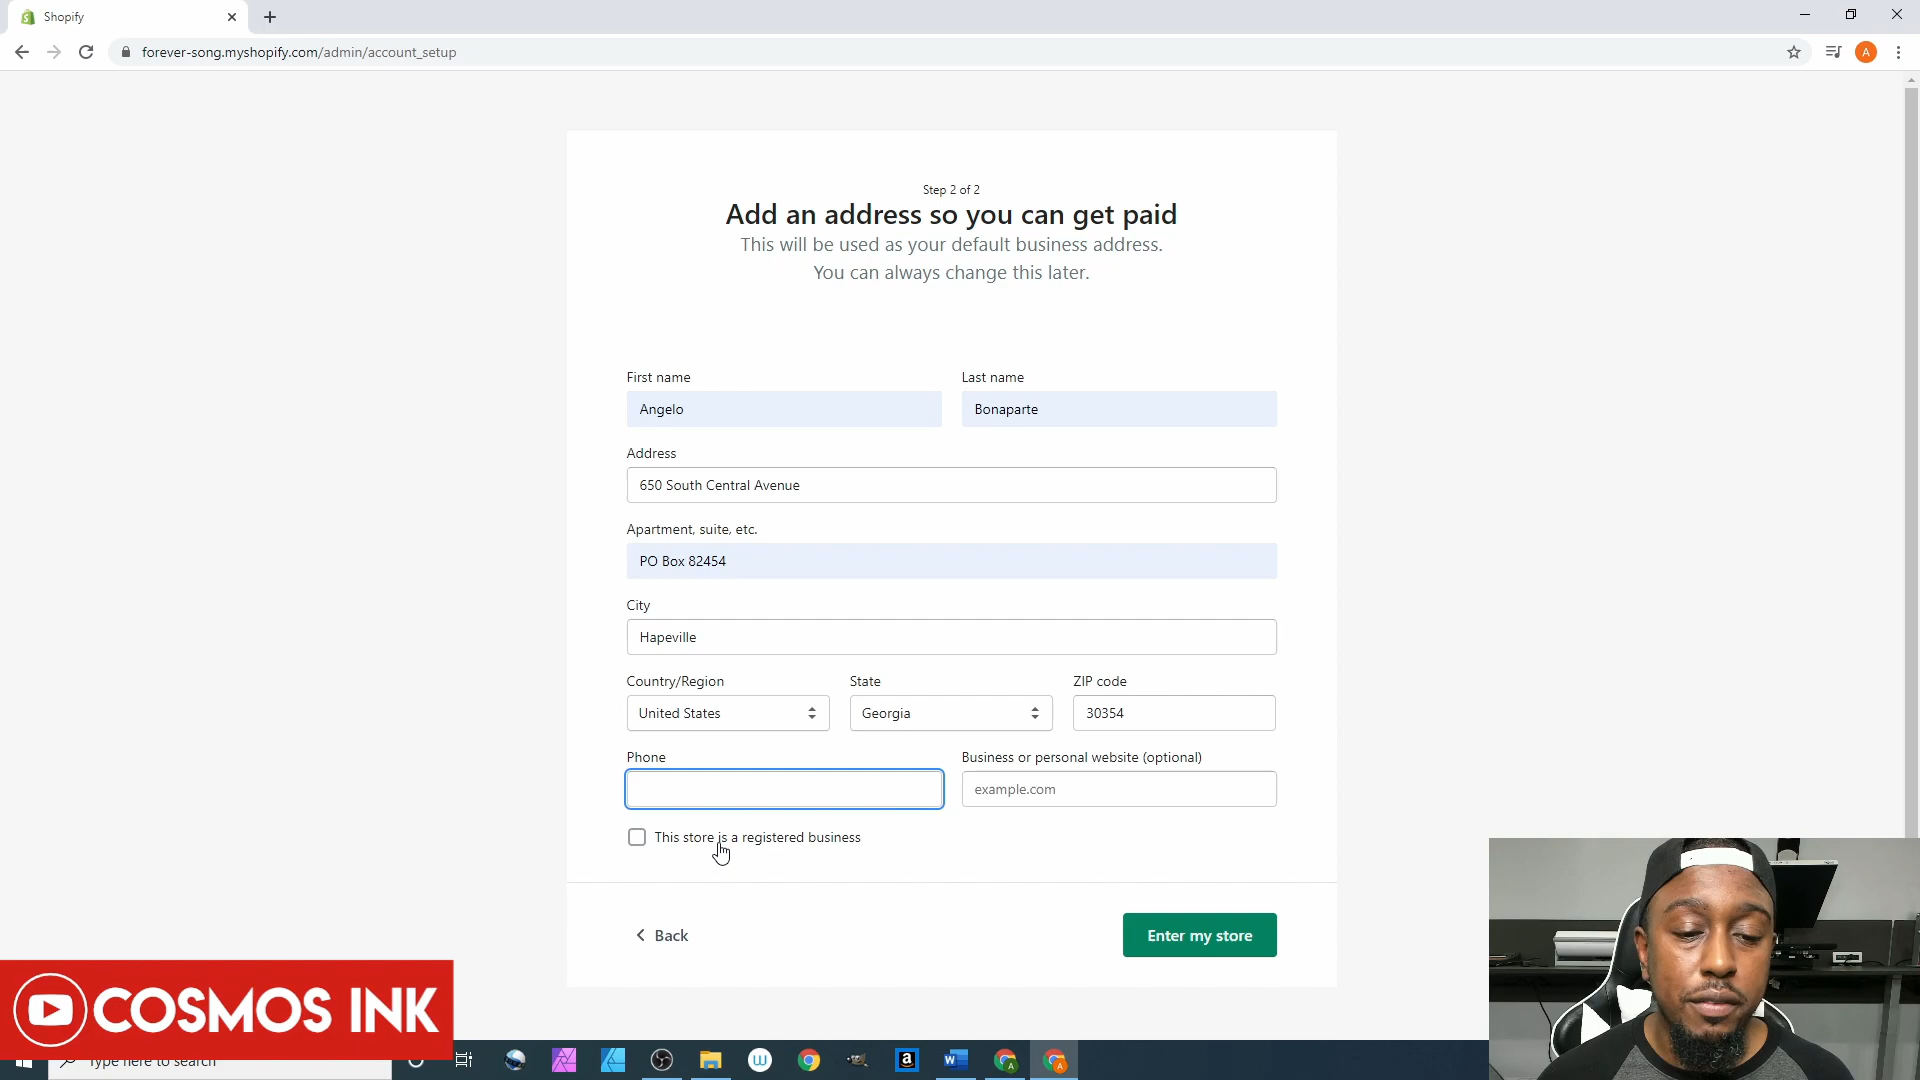 Shopify
forever-song.myshopify.com/admin/account_setup
A
Step 2 of 2
Add an address so you can get paid
This will be used as your default business address.
You can always change this later.
First name
Last name
Angelo
Bonaparte
Address
650 South Central Avenue
Apartment, suite, etc.
PO Box 82454
City
Hapeville
Country/Region
State
ZIP code
United States
Georgia
30354
Phone
Business or personal website (optional)
example.com
This store is a registered business
Back
Enter my store
COSMOS INK
Type here to search